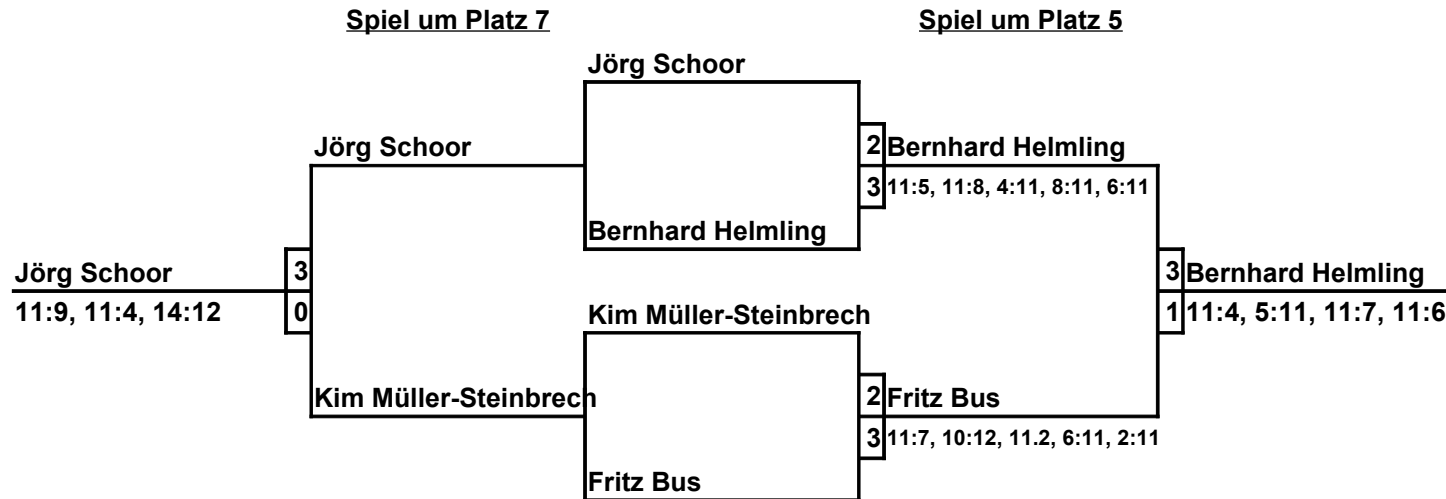 Spiel um Platz 7 Spiel um Platz 5
Jörg Schoor
Jörg Schoor 2 Bernhard Helmling
3 11:5, 11:8, 4:11, 8:11, 6:11
Bernhard Helmling
Jörg Schoor 3 3 Bernhard Helmling
11:9, 11:4, 14:12 0 Kim Müller-Steinbrech 1 11:4, 5:11, 11:7, 11:6
Kim Müller-Steinbrech 2 Fritz Bus
3 11:7, 10:12, 11.2, 6:11, 2:11
Fritz Bus